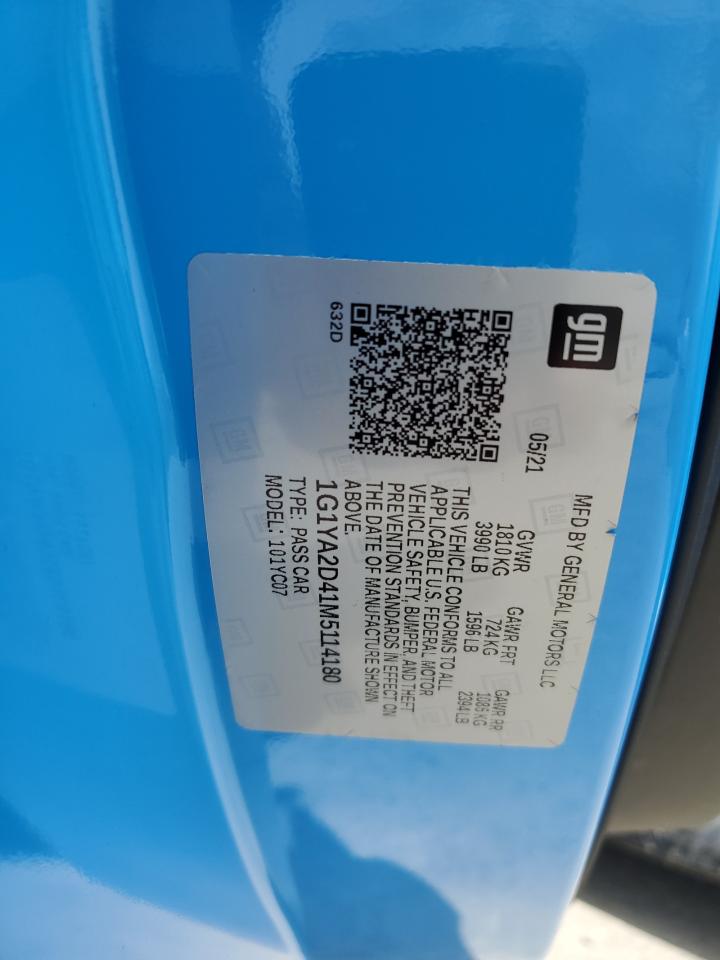 gm
MFD BY GENERAL MOTORS LLC
05/21
GVWR GAWR FRT GAWR RR
1810 KG 724 KG 1086 KG
3990 LB 1596 LB 2394 LB
THIS VEHICLE CONFORMS TO ALL
APPLICABLE U.S. FEDERAL MOTOR
VEHICLE SAFETY, BUMPER, AND THEFT
PREVENTION STANDARDS IN EFFECT ON
THE DATE OF MANUFACTURE SHOWN
ABOVE.
632D
1G1YA2D41M5114180
TYPE: PASS CAR
MODEL: 101YC07